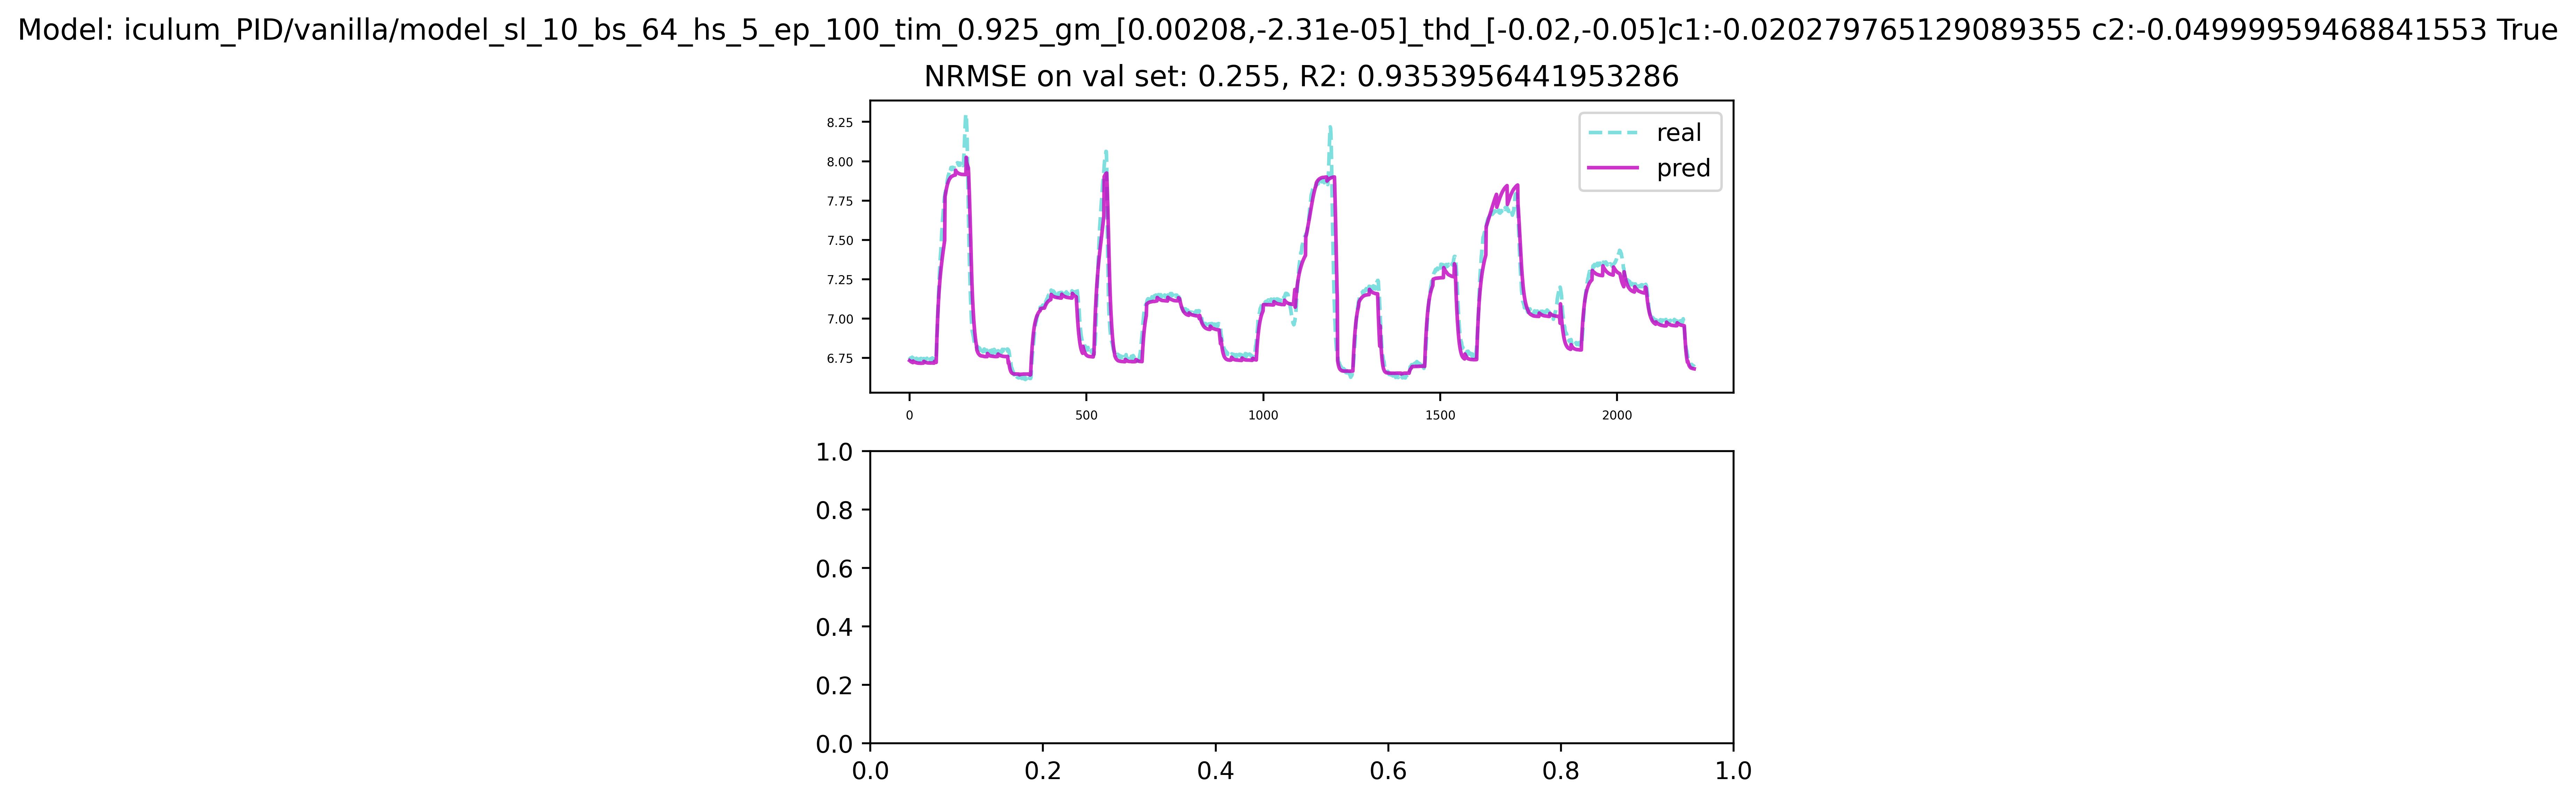 Model: iculum_PID/vanilla/model_sl_10_bs_64_hs_5_ep_100_tim_0.925_gm_[0.00208,-2.31e-05]_thd_[-0.02,-0.05]c1:-0.020279765129089355 c2:-0.04999959468841553 True
NRMSE on val set: 0.255, R2: 0.9353956441953286
8.25
8.00
7.75
7.50
7.25
7.00
6.75
real
pred
0 500 1000 1500 2000
1.0
0.8
0.6
0.4
0.2
0.0
0.0 0.2 0.4 0.6 0.8 1.0